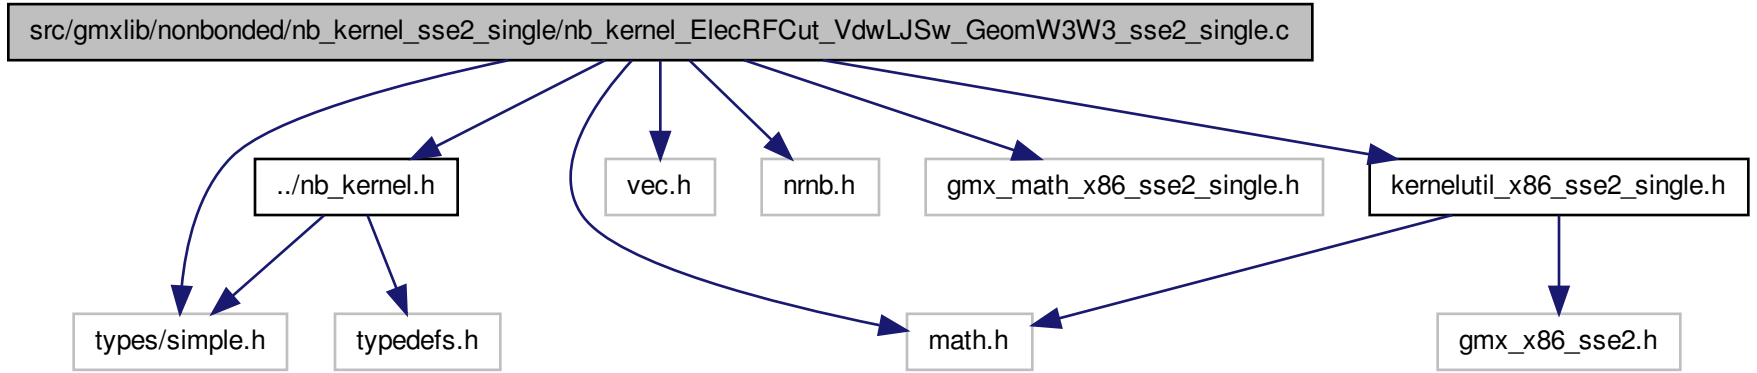 src/gmxlib/nonbonded/nb_kernel_sse2_single/nb_kernel_ElecRFCut_VdwLJSw_GeomW3W3_sse2_single.c
../nb_kernel.h
vec.h
nrnb.h
gmx_math_x86_sse2_single.h
kernelutil_x86_sse2_single.h
types/simple.h
typedefs.h
math.h
gmx_x86_sse2.h